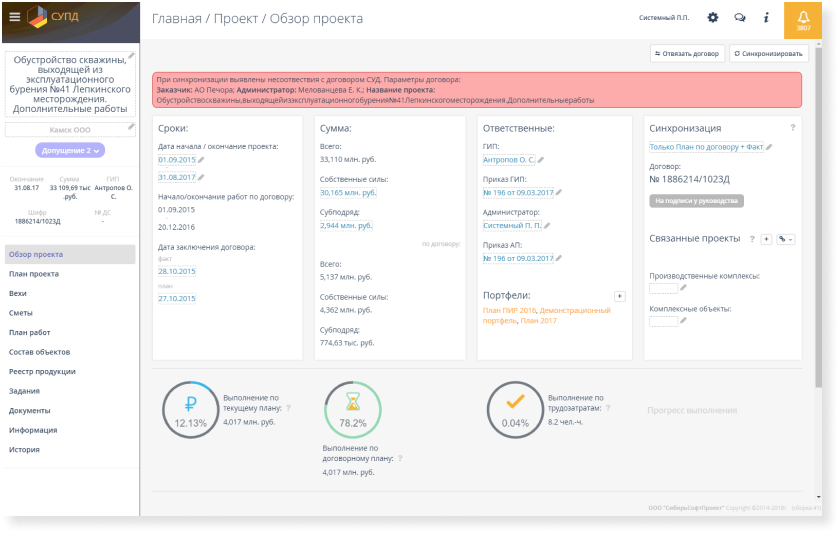 СУПД
Главная / Проект / Обзор проекта
Системный П.П.
3807
Обустройство скважины,
выходящей из
эксплуатационного
бурения №41 Лепкинского
месторождения.
Дополнительные работы
Камск ООО
Допущение 2
Окончание Сумма ГИП
31.08.17 33 109,69 тыс Антропов О.
.руб. С.
Шифр № ДС
1886214/1023Д -
Обзор проекта
План проекта
Вехи
Сметы
План работ
Состав объектов
Реестр продукции
Задания
Документы
Информация
История
Отвязать договор
Синхронизировать
При синхронизации выявлены несоотвествия с договором СУД. Параметры договора:
Заказчик: АО Печора; Администратор: Мелованцева Е. К.; Название проекта:
Обустройствоскважины,выходящейизэксплуатационногобурения№41Лепкинскогоместорождения.Дополнительныеработы
Сроки:
Дата начала / окончание проекта:
01.09.2015
-
31.08.2017
Начало/окончание работ по договору:
01.09.2015
-
20.12.2016
Дата заключения договора:
факт
28.10.2015
план
27.10.2015
Сумма:
Всего:
33,110 млн. руб.
Собственные силы:
30,165 млн. руб.
Субподряд:
2,944 млн. руб.
по договору:
Всего:
5,137 млн. руб.
Собственные силы:
4,362 млн. руб.
Субподряд:
774,63 тыс. руб.
Ответственные:
ГИП:
Антропов О. С.
Приказ ГИП:
№ 196 от 09.03.2017
Администратор:
Системный П. П.
Приказ АП:
№ 196 от 09.03.2017
Портфели: +
План ПИР 2016, Демонстрационный
портфель, План 2017
Синхронизация ?
Только План по договору + Факт
Договор:
№ 1886214/1023Д
На подписи у руководства
Связанные проекты ? +
Производственные комплексы:
Комплексные объекты:
12.13%
Выполнение по
текущему плану: ?
4,017 млн. руб.
78.2%
Выполнение по
договорному плану: ?
4,017 млн. руб.
0.04%
Выполнение по
трудозатратам: ?
8.2 чел.-ч.
Прогресс выполнения
ООО "СибирьСофтПроект" Copyright ©2014-2018г. (сборка 41)